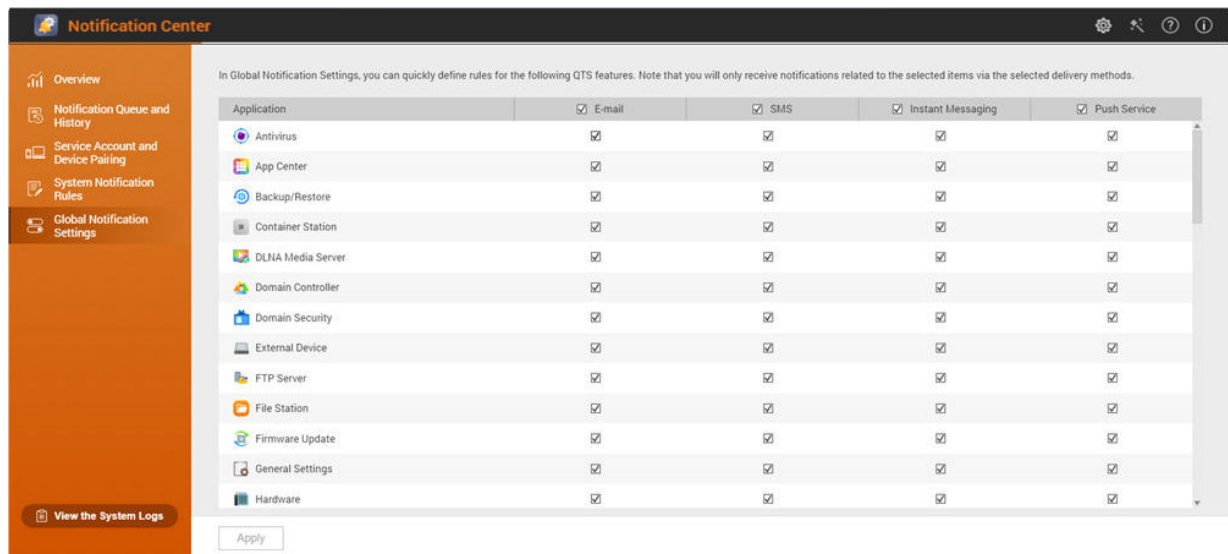 Notification Center
Overview
Notification Queue and
History
Service Account and
Device Pairing
System Notification
Rules
Global Notification
Settings
View the System Logs
In Global Notification Settings, you can quickly define rules for the following QTS features. Note that you will only receive notifications related to the selected items via the selected delivery methods.
Application E-mail SMS Instant Messaging Push Service
Antivirus
App Center
Backup/Restore
Container Station
DLNA Media Server
Domain Controller
Domain Security
External Device
FTP Server
File Station
Firmware Update
General Settings
Hardware
Apply